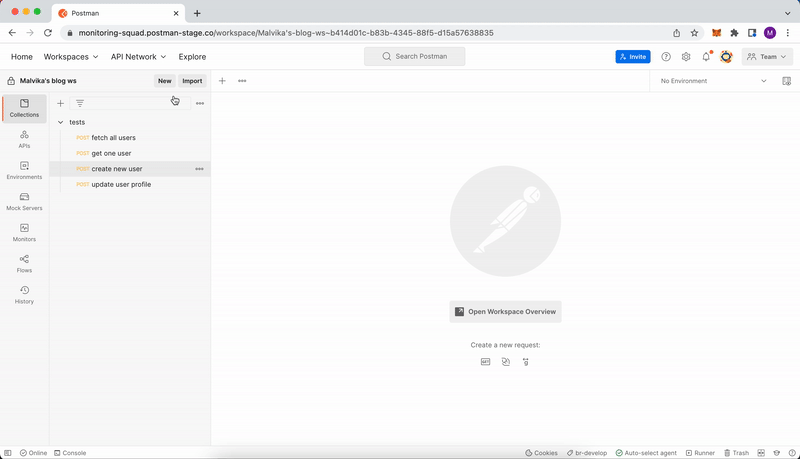 Postman
monitoring-squad.postman-stage.co/workspace/Malvika's-blog-ws~b414d01c-b83b-4345-88f5-d15a57638835
M
Home Workspaces API Network Explore Search Postman Invite Team
Malvika's blog ws New Import No Environment
Collections
APIs
Environments
Mock Servers
Monitors
Flows
History
tests
POST fetch all users
POST get one user
POST create new user
POST update user profile
Open Workspace Overview
Create a new request:
GET
Online Console Cookies br-develop Auto-select agent Runner Trash